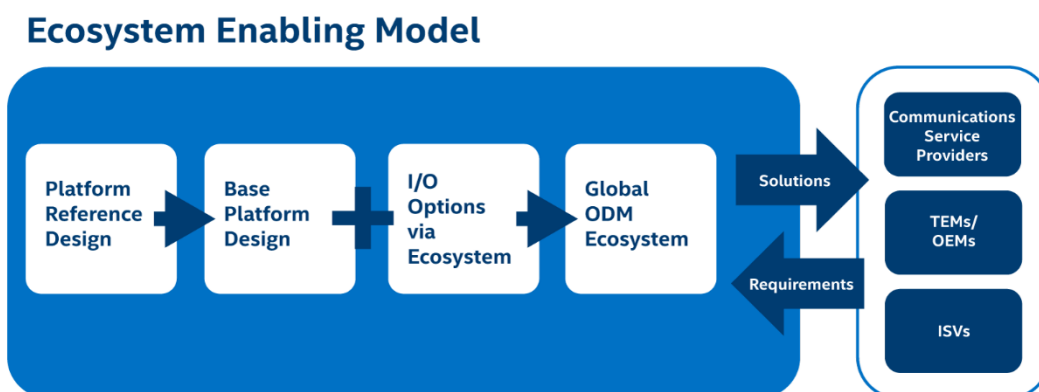 Ecosystem Enabling Model
Platform
Reference
Design
Base
Platform
Design
I/O
Options
via
Ecosystem
Global
ODM
Ecosystem
Solutions
Requirements
Communications
Service
Providers
TEMs/
OEMs
ISVs